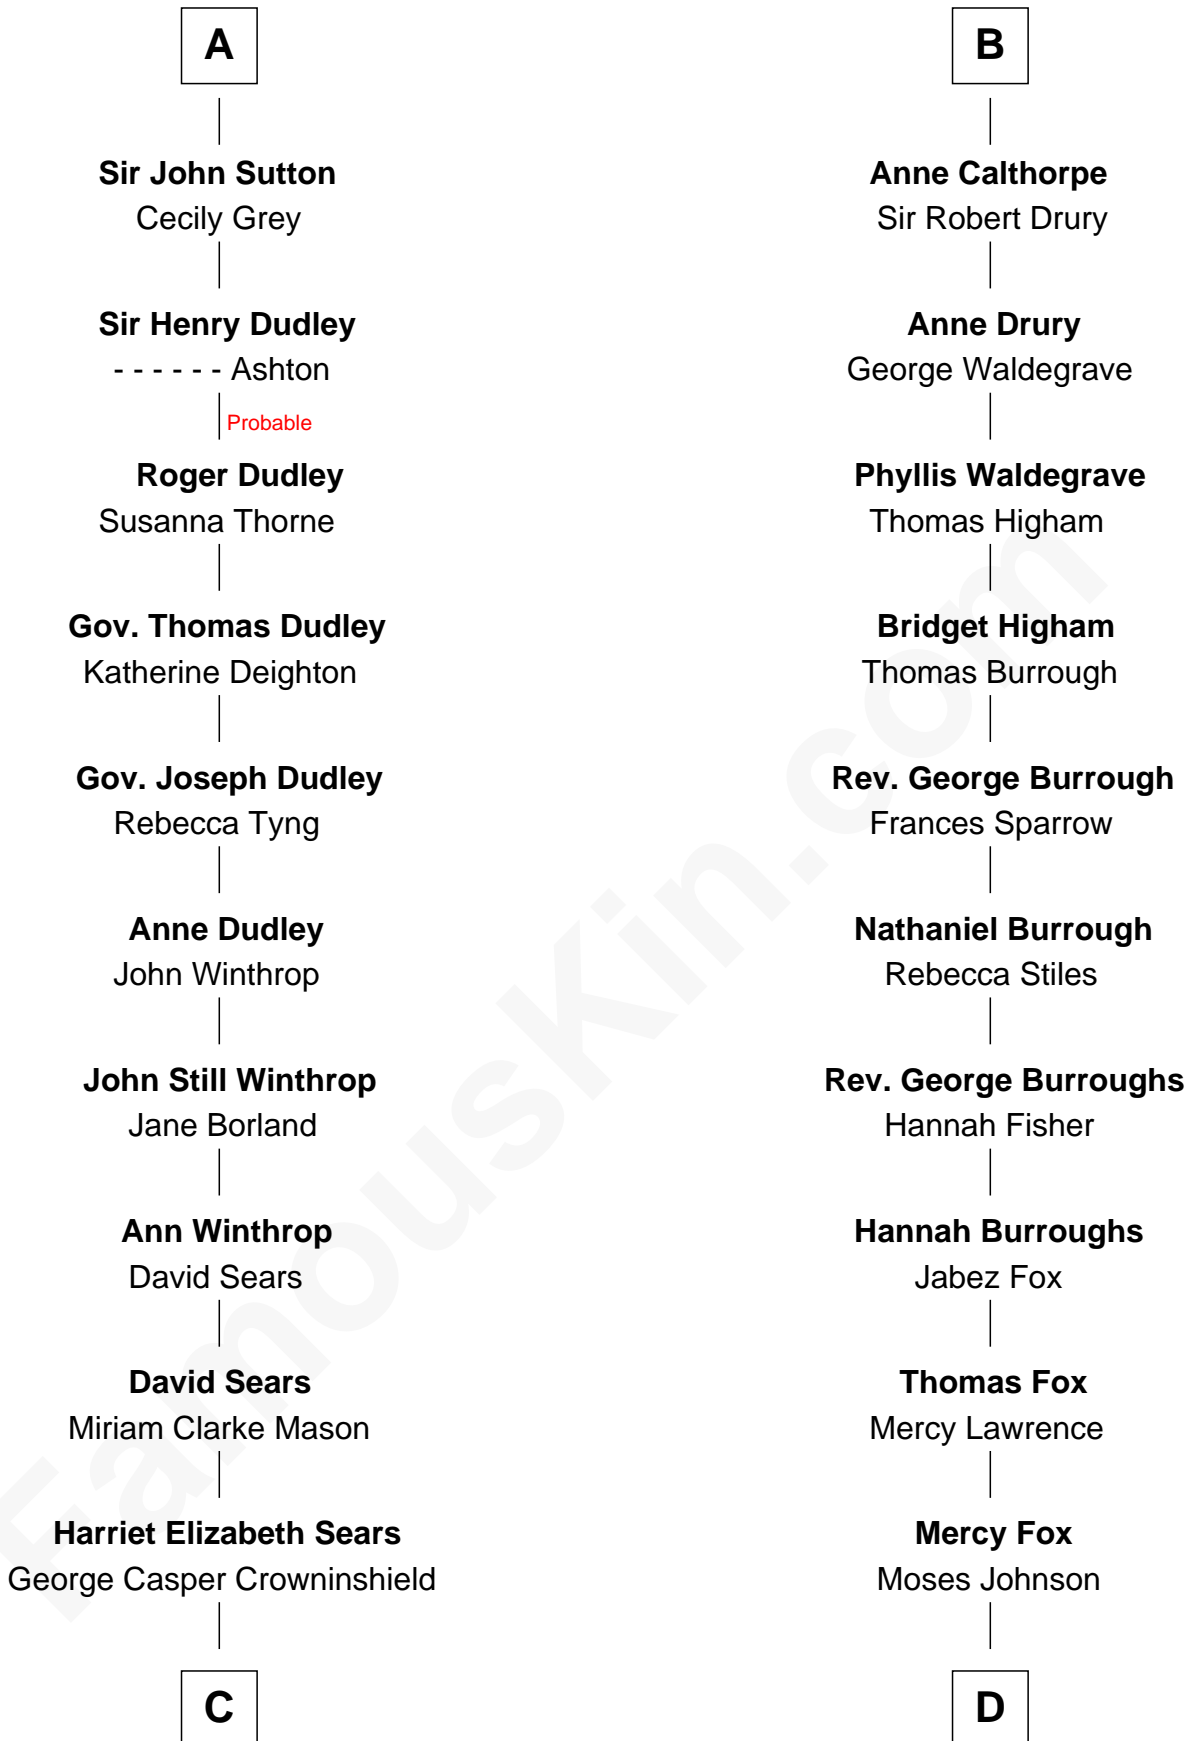 A
Sir John Sutton
Cecily Grey
Sir Henry Dudley
- - - - - - Ashton
Probable
Roger Dudley
Susanna Thorne
Gov. Thomas Dudley
Katherine Deighton
Gov. Joseph Dudley
Rebecca Tyng
Anne Dudley
John Winthrop
John Still Winthrop
Jane Borland
Ann Winthrop
David Sears
David Sears
Miriam Clarke Mason
Harriet Elizabeth Sears
George Casper Crowninshield
C
B
Anne Calthorpe
Sir Robert Drury
Anne Drury
George Waldegrave
Phyllis Waldegrave
Thomas Higham
Bridget Higham
Thomas Burrough
Rev. George Burrough
Frances Sparrow
Nathaniel Burrough
Rebecca Stiles
Rev. George Burroughs
Hannah Fisher
Hannah Burroughs
Jabez Fox
Thomas Fox
Mercy Lawrence
Mercy Fox
Moses Johnson
D
FamousKin.com